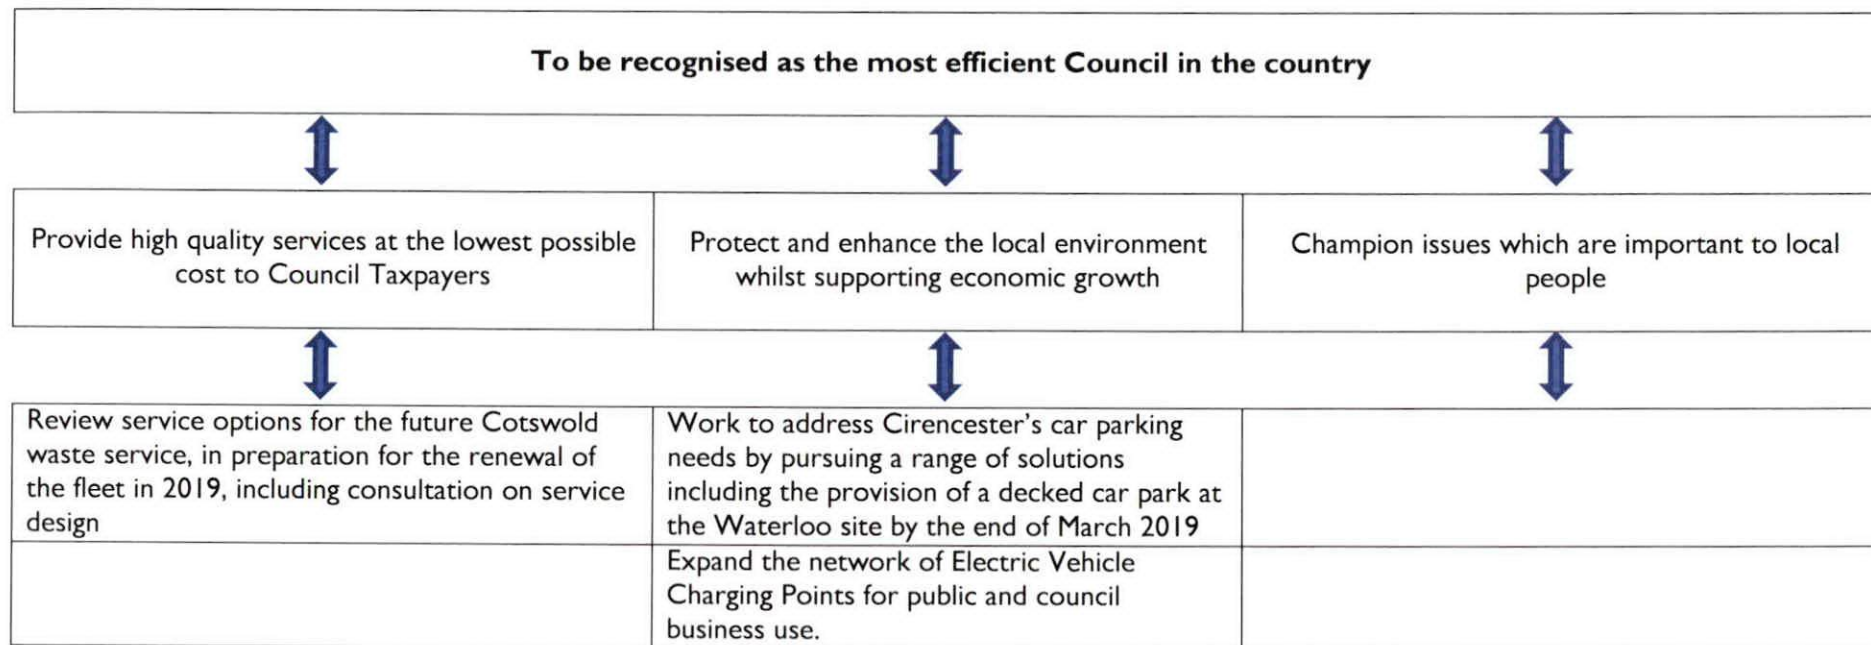 To be recognised as the most efficient Council in the country
Provide high quality services at the lowest possible
cost to Council Taxpayers
Protect and enhance the local environment
whilst supporting economic growth
Champion issues which are important to local
people
Review service options for the future Cotswold
waste service, in preparation for the renewal of
the fleet in 2019, including consultation on service
design
Work to address Cirencester's car parking
needs by pursuing a range of solutions
including the provision of a decked car park at
the Waterloo site by the end of March 2019
Expand the network of Electric Vehicle
Charging Points for public and council
business use.